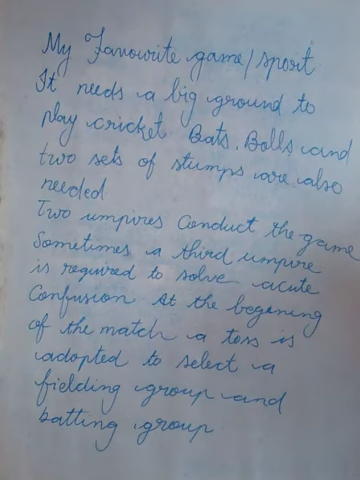 My Favourite game/sport
It needs a big ground to
play cricket Bats, Balls and
two sets of stumps are also
needed
Two umpires Conduct the game
Sometimes a third umpire
is required to solve acute
Confusion At the begening
of the match a toss is
adopted to select a
fielding group and
batting group